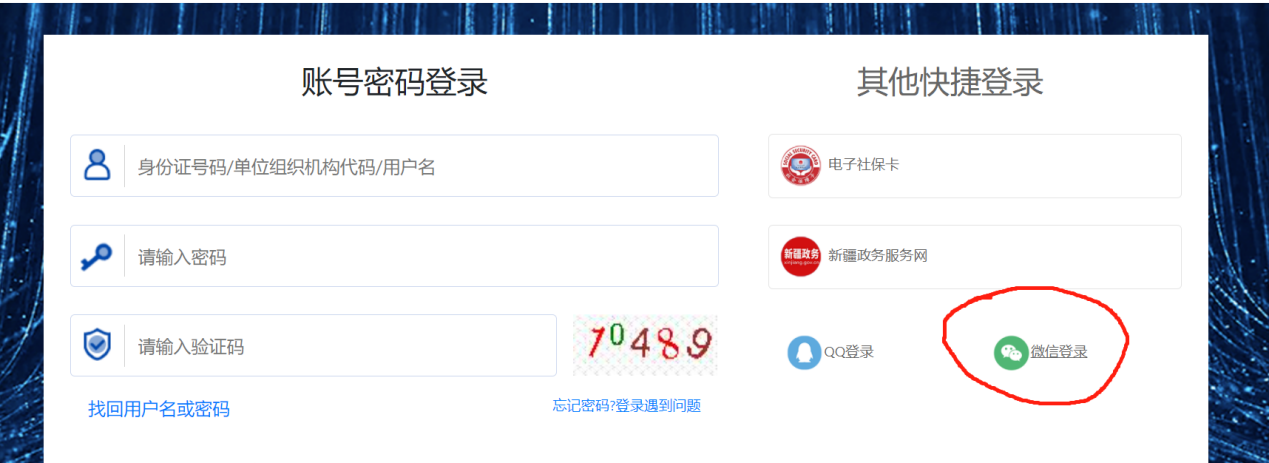 账号密码登录
身份证号码/单位组织机构代码/用户名
请输入密码
请输入验证码
70489
找回用户名或密码
忘记密码?登录遇到问题
其他快捷登录
电子社保卡
新疆政务
新疆政务服务网
QQ登录
微信登录